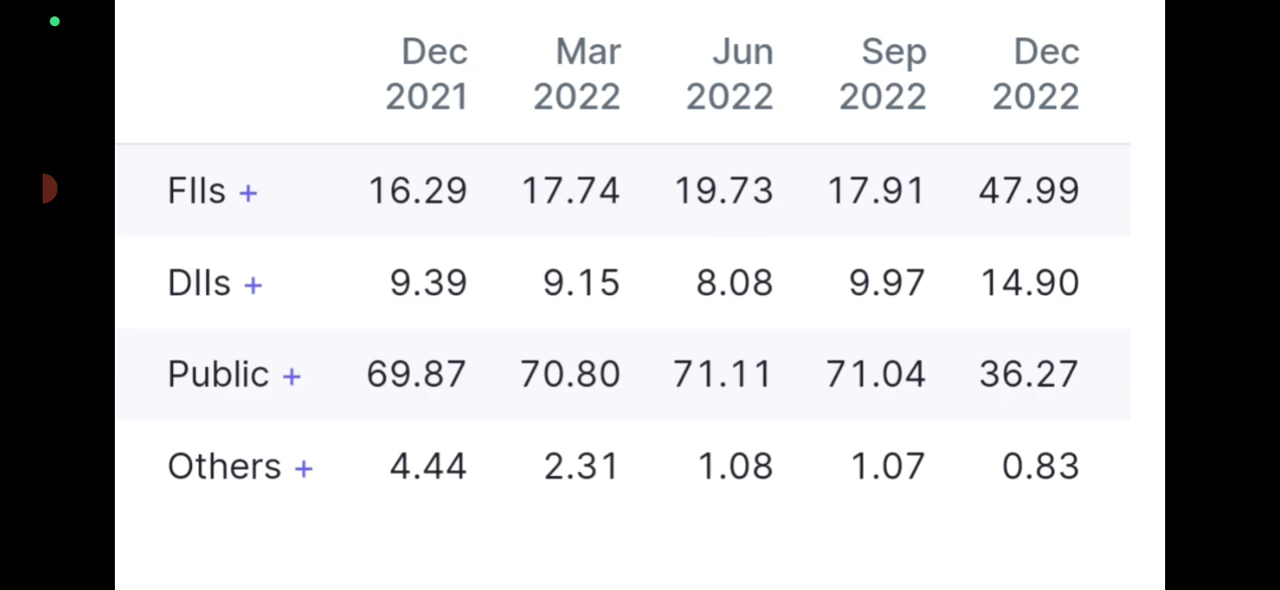 Dec Mar Jun Sep Dec
2021 2022 2022 2022 2022
FIIs + 16.29 17.74 19.73 17.91 47.99
DIIs + 9.39 9.15 8.08 9.97 14.90
Public + 69.87 70.80 71.11 71.04 36.27
Others + 4.44 2.31 1.08 1.07 0.83